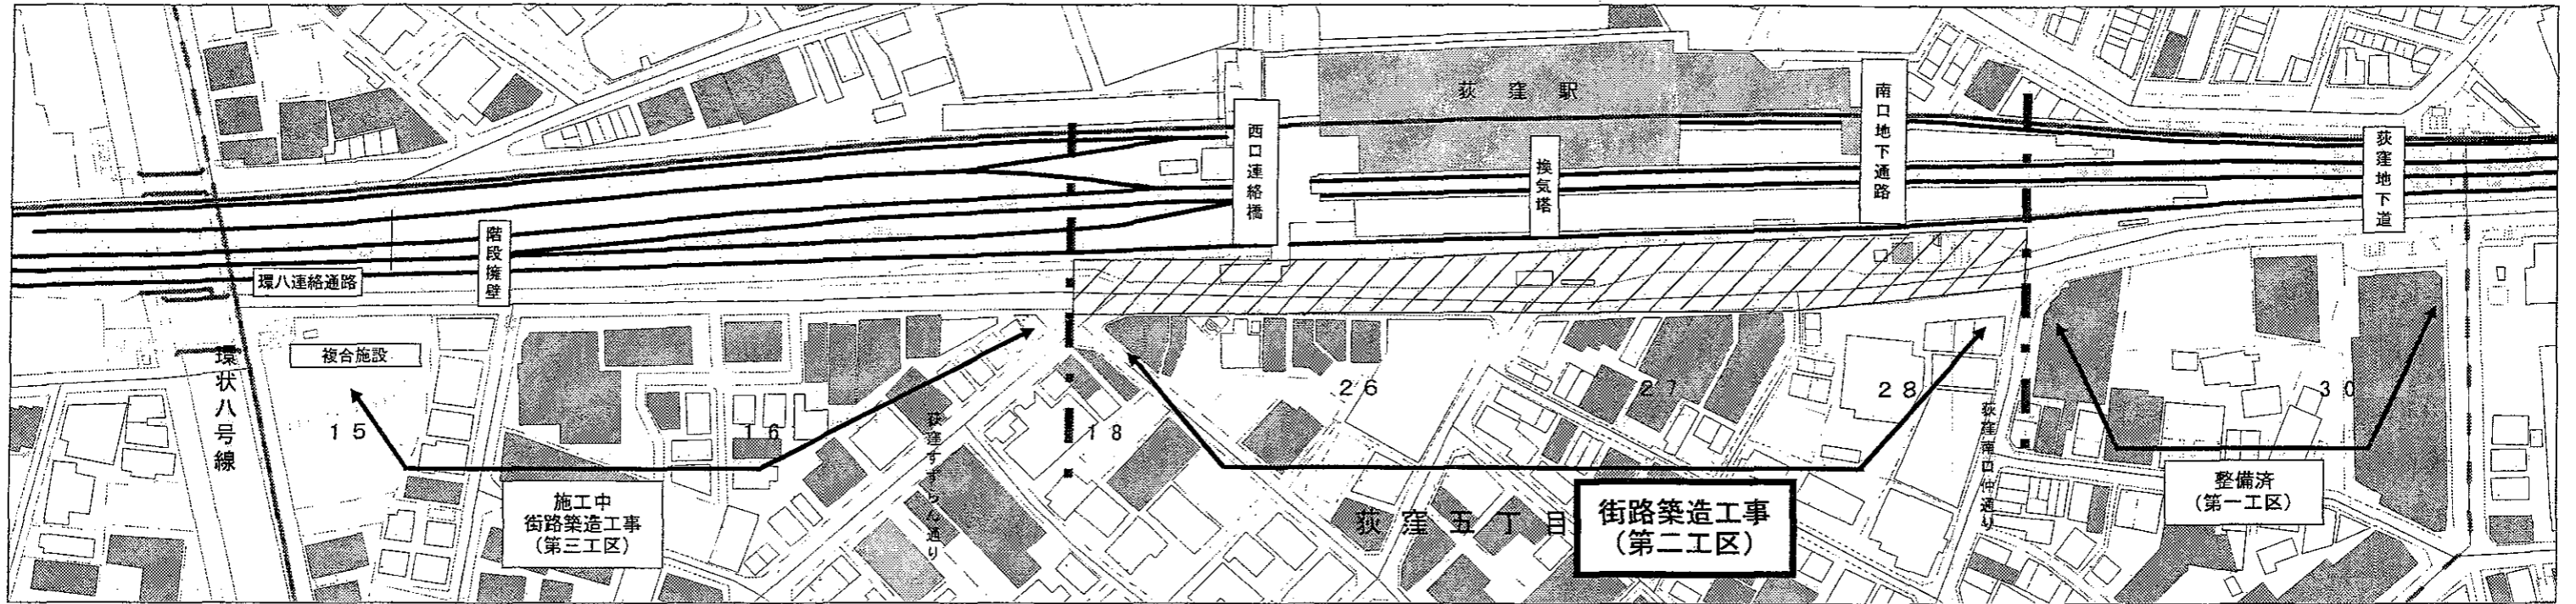 荻窪駅
西口連絡橋
換気塔
南口地下通路
荻窪地下道
階段擁壁
環八連絡通路
複合施設
環状八号線
15
16
18
26
27
28
30
荻窪すずらん通り
荻窪南口仲通り
荻窪五丁目
施工中
街路築造工事
(第三工区)
街路築造工事
(第二工区)
整備済
(第一工区)